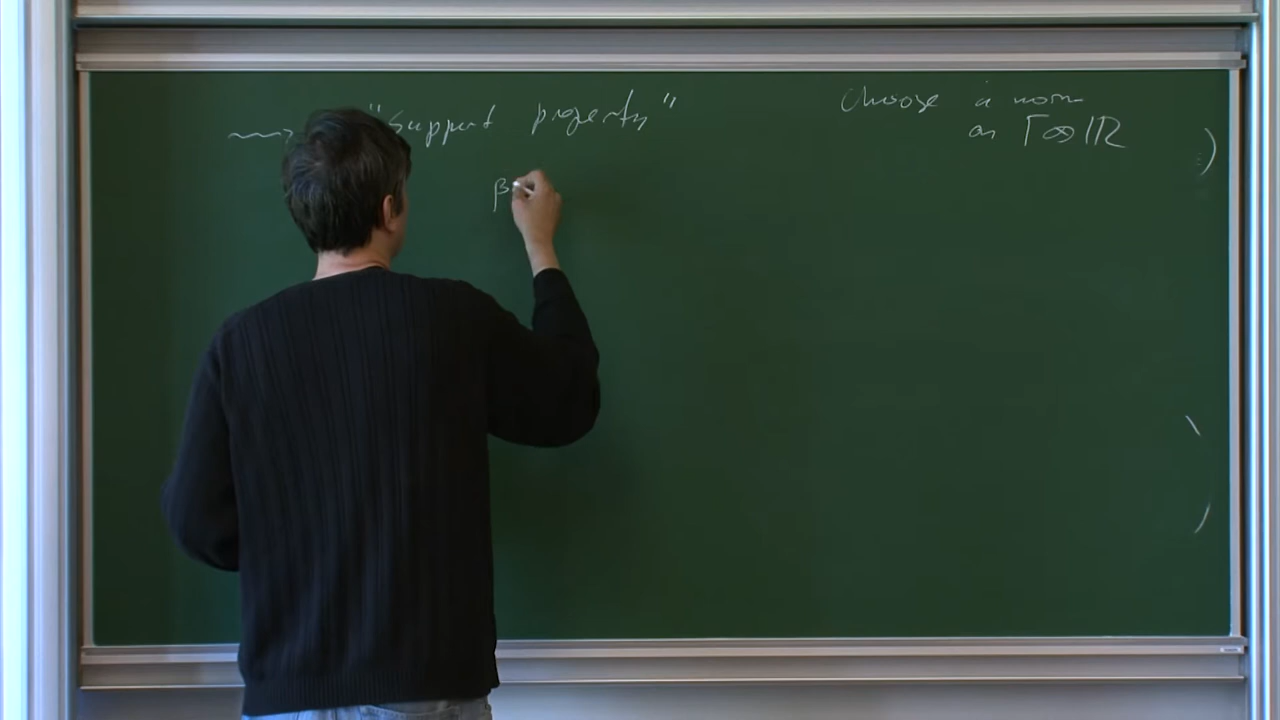 ⇝ "Support property"
β
Choose a norm
on Γ⊗ℝ
)